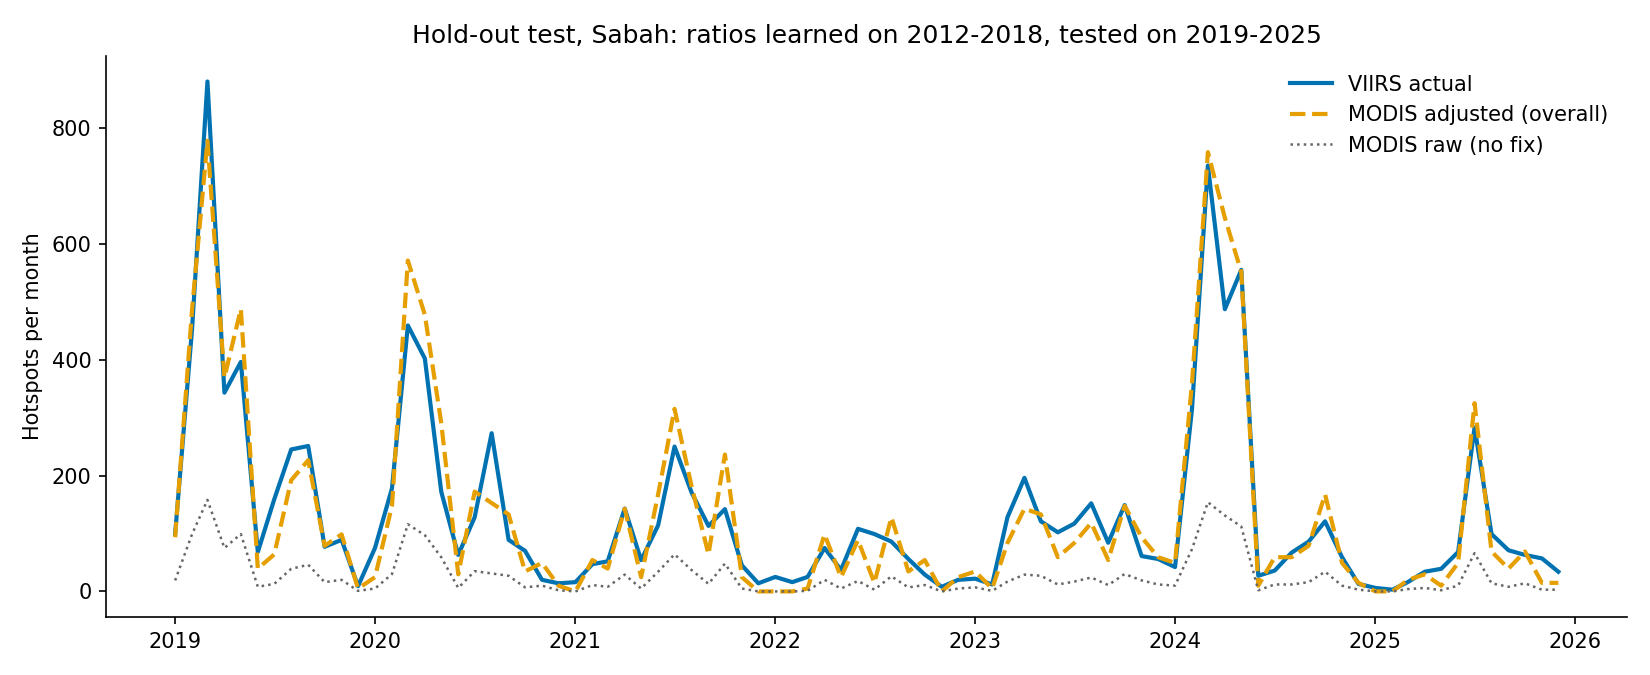 Hold-out test, Sabah: ratios learned on 2012-2018, tested on 2019-2025
VIIRS actual
MODIS adjusted (overall)
MODIS raw (no fix)
Hotspots per month
800
600
400
200
0
2019 2020 2021 2022 2023 2024 2025 2026